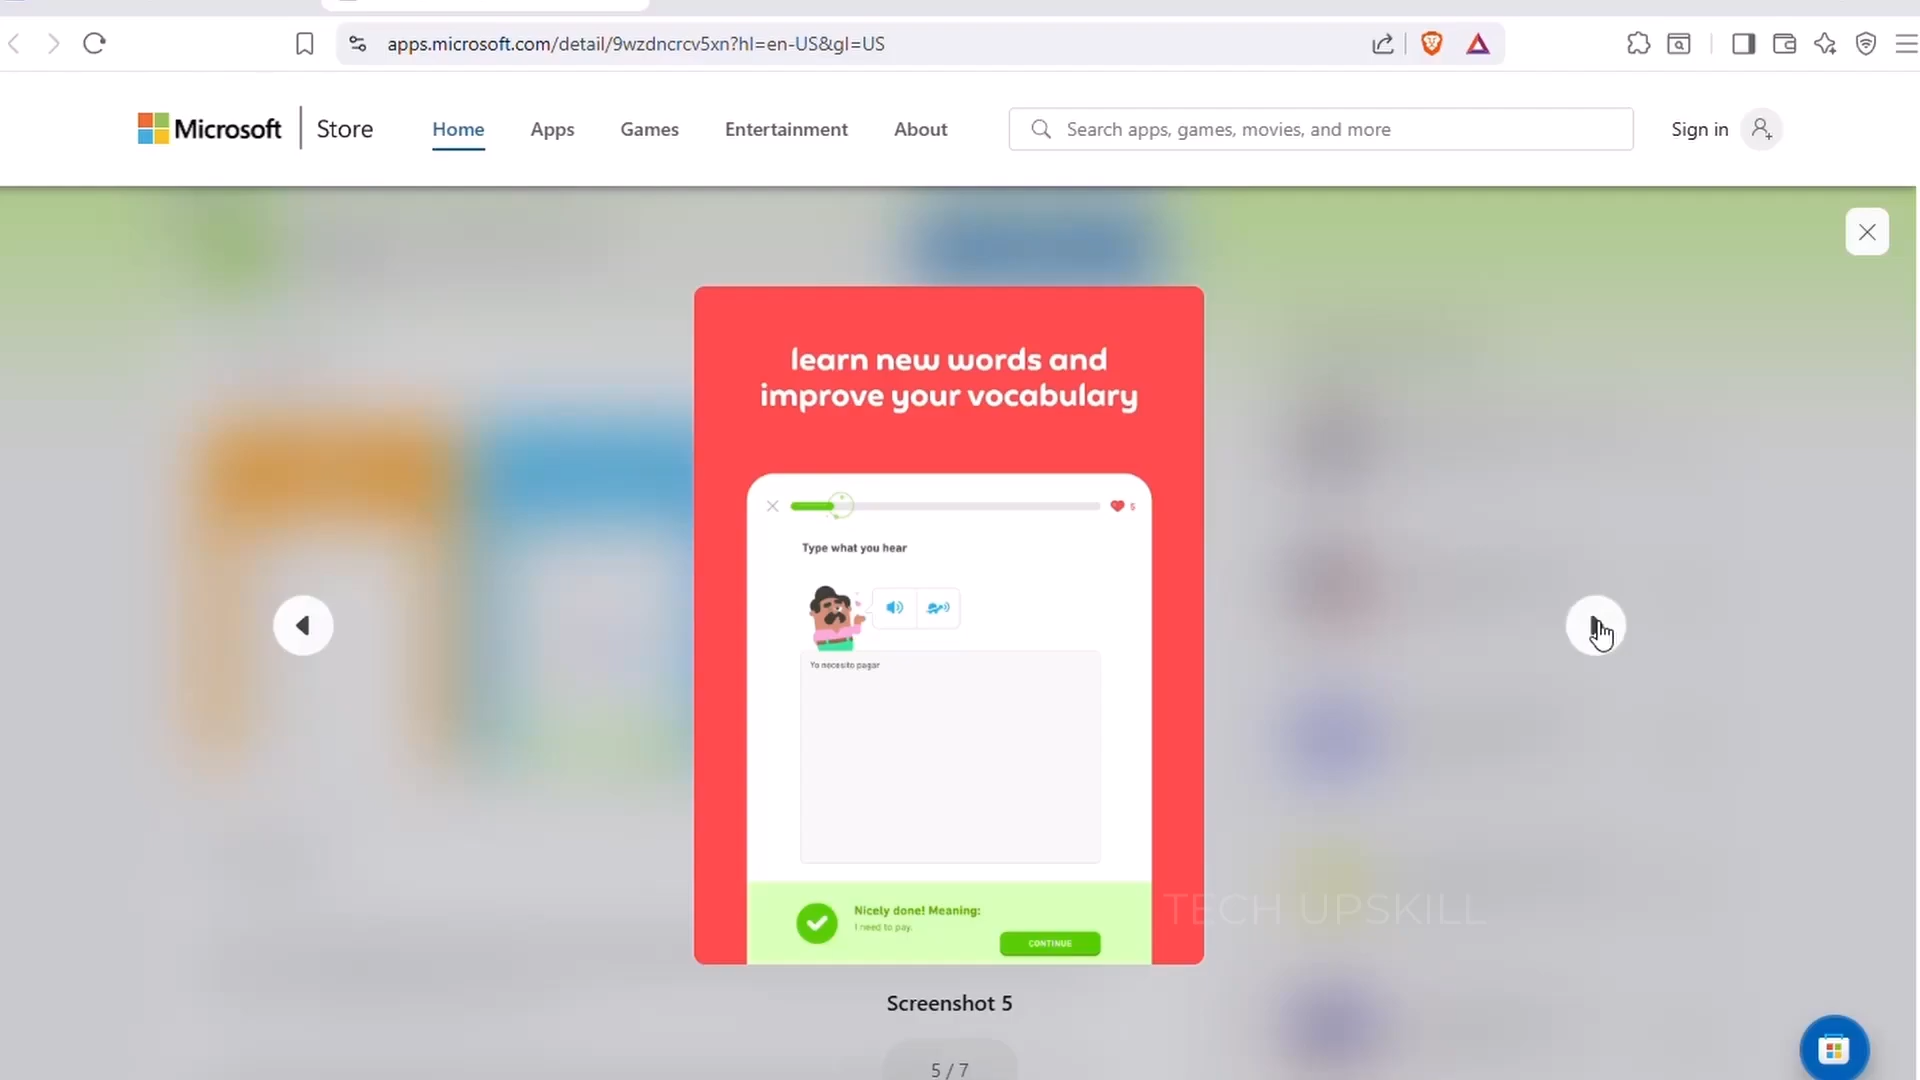 apps.microsoft.com/detail/9wzdncrcv5xn?hl=en-US&gl=US
Microsoft Store Home Apps Games Entertainment About Search apps, games, movies, and more Sign in
learn new words and
improve your vocabulary
5
Type what you hear
Yo necesito pagar
Nicely done! Meaning:
I need to pay.
CONTINUE
TECH UPSKILL
Screenshot 5
5 / 7